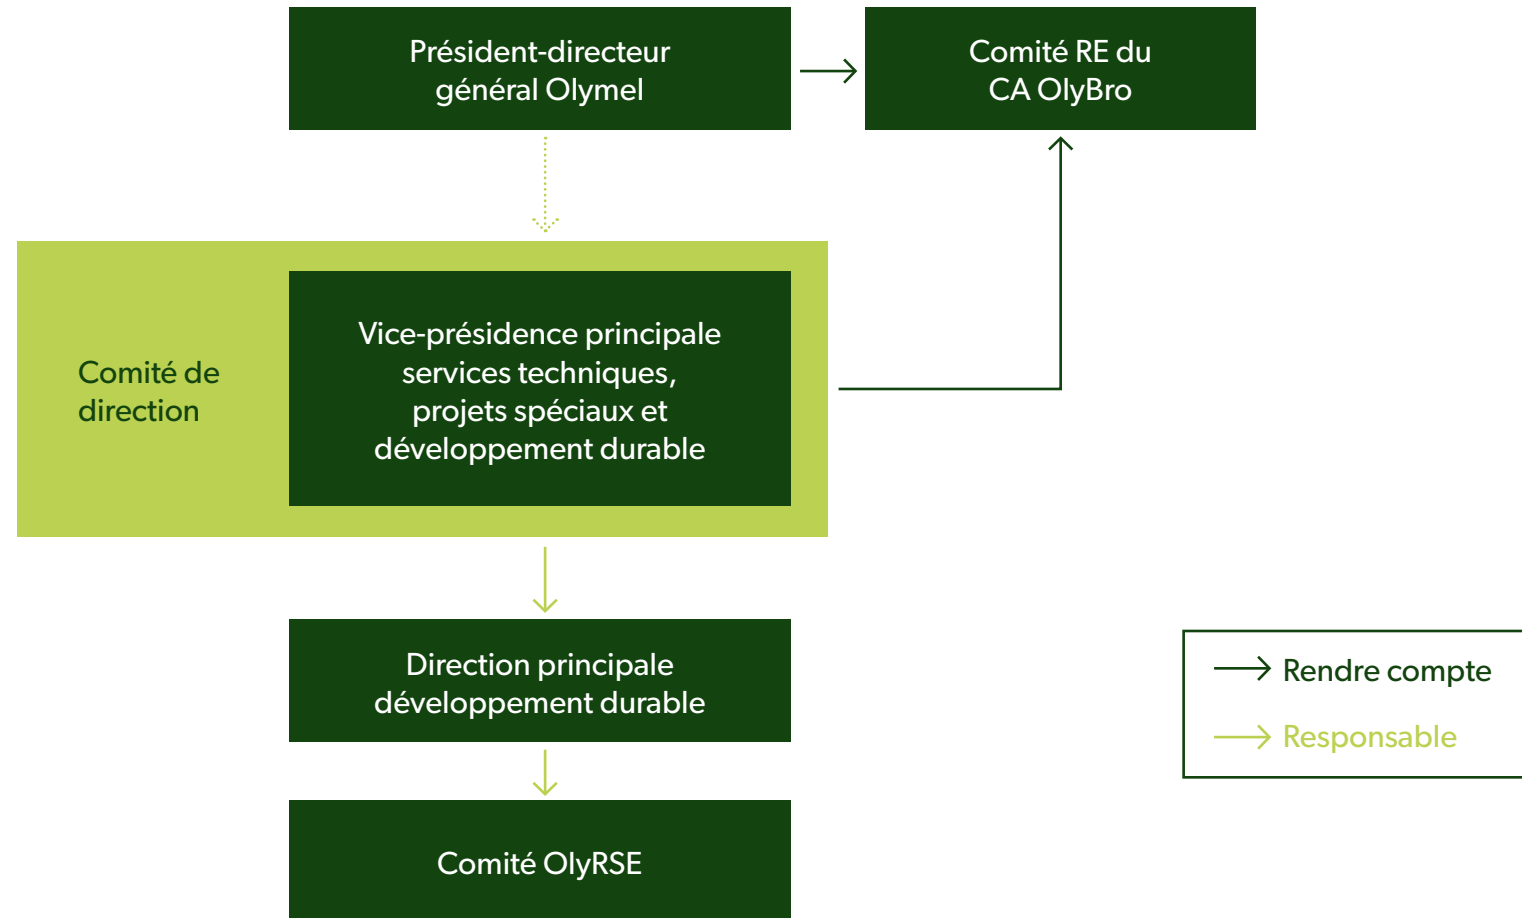 Président-directeur
général Olymel
Comité RE du
CA OlyBro
Comité de
direction
Vice-présidence principale
services techniques,
projets spéciaux et
développement durable
Direction principale
développement durable
Comité OlyRSE
Rendre compte
Responsable